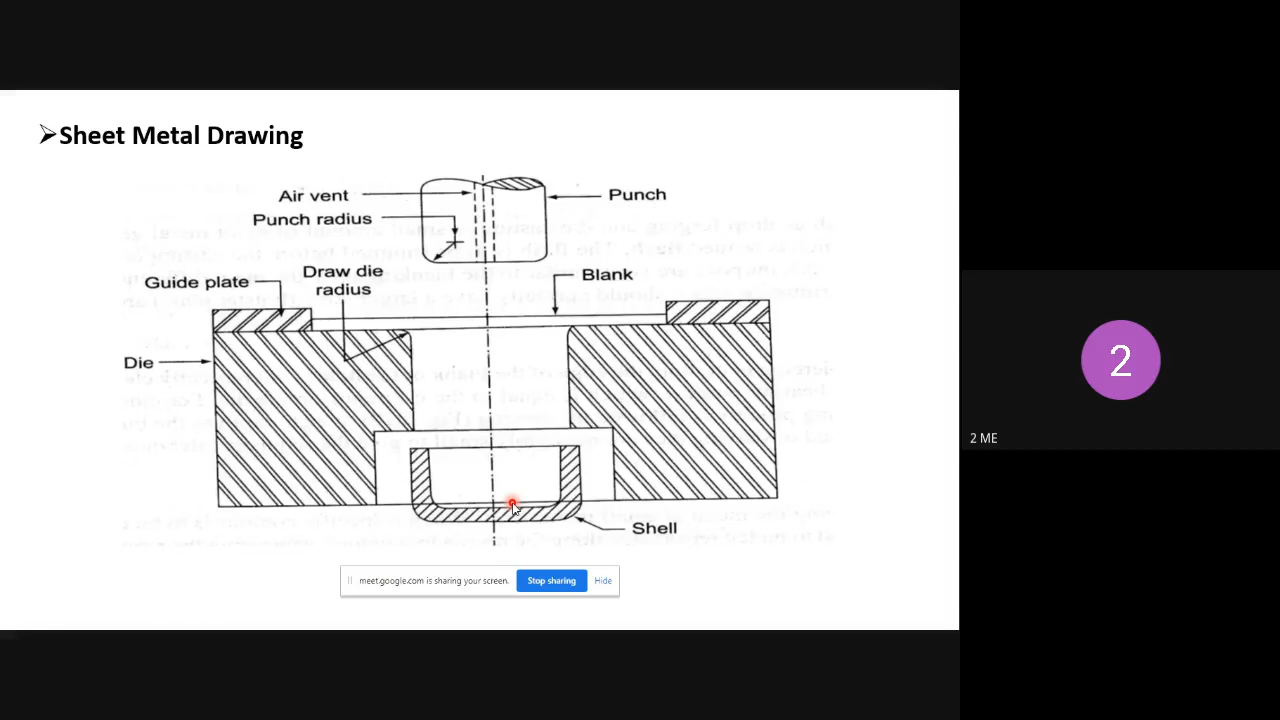 ➢Sheet Metal Drawing
Air vent
Punch
Punch radius
Draw die
radius
Blank
Guide plate
Die
Shell
meet.google.com is sharing your screen.
Stop sharing
Hide
2
2 ME